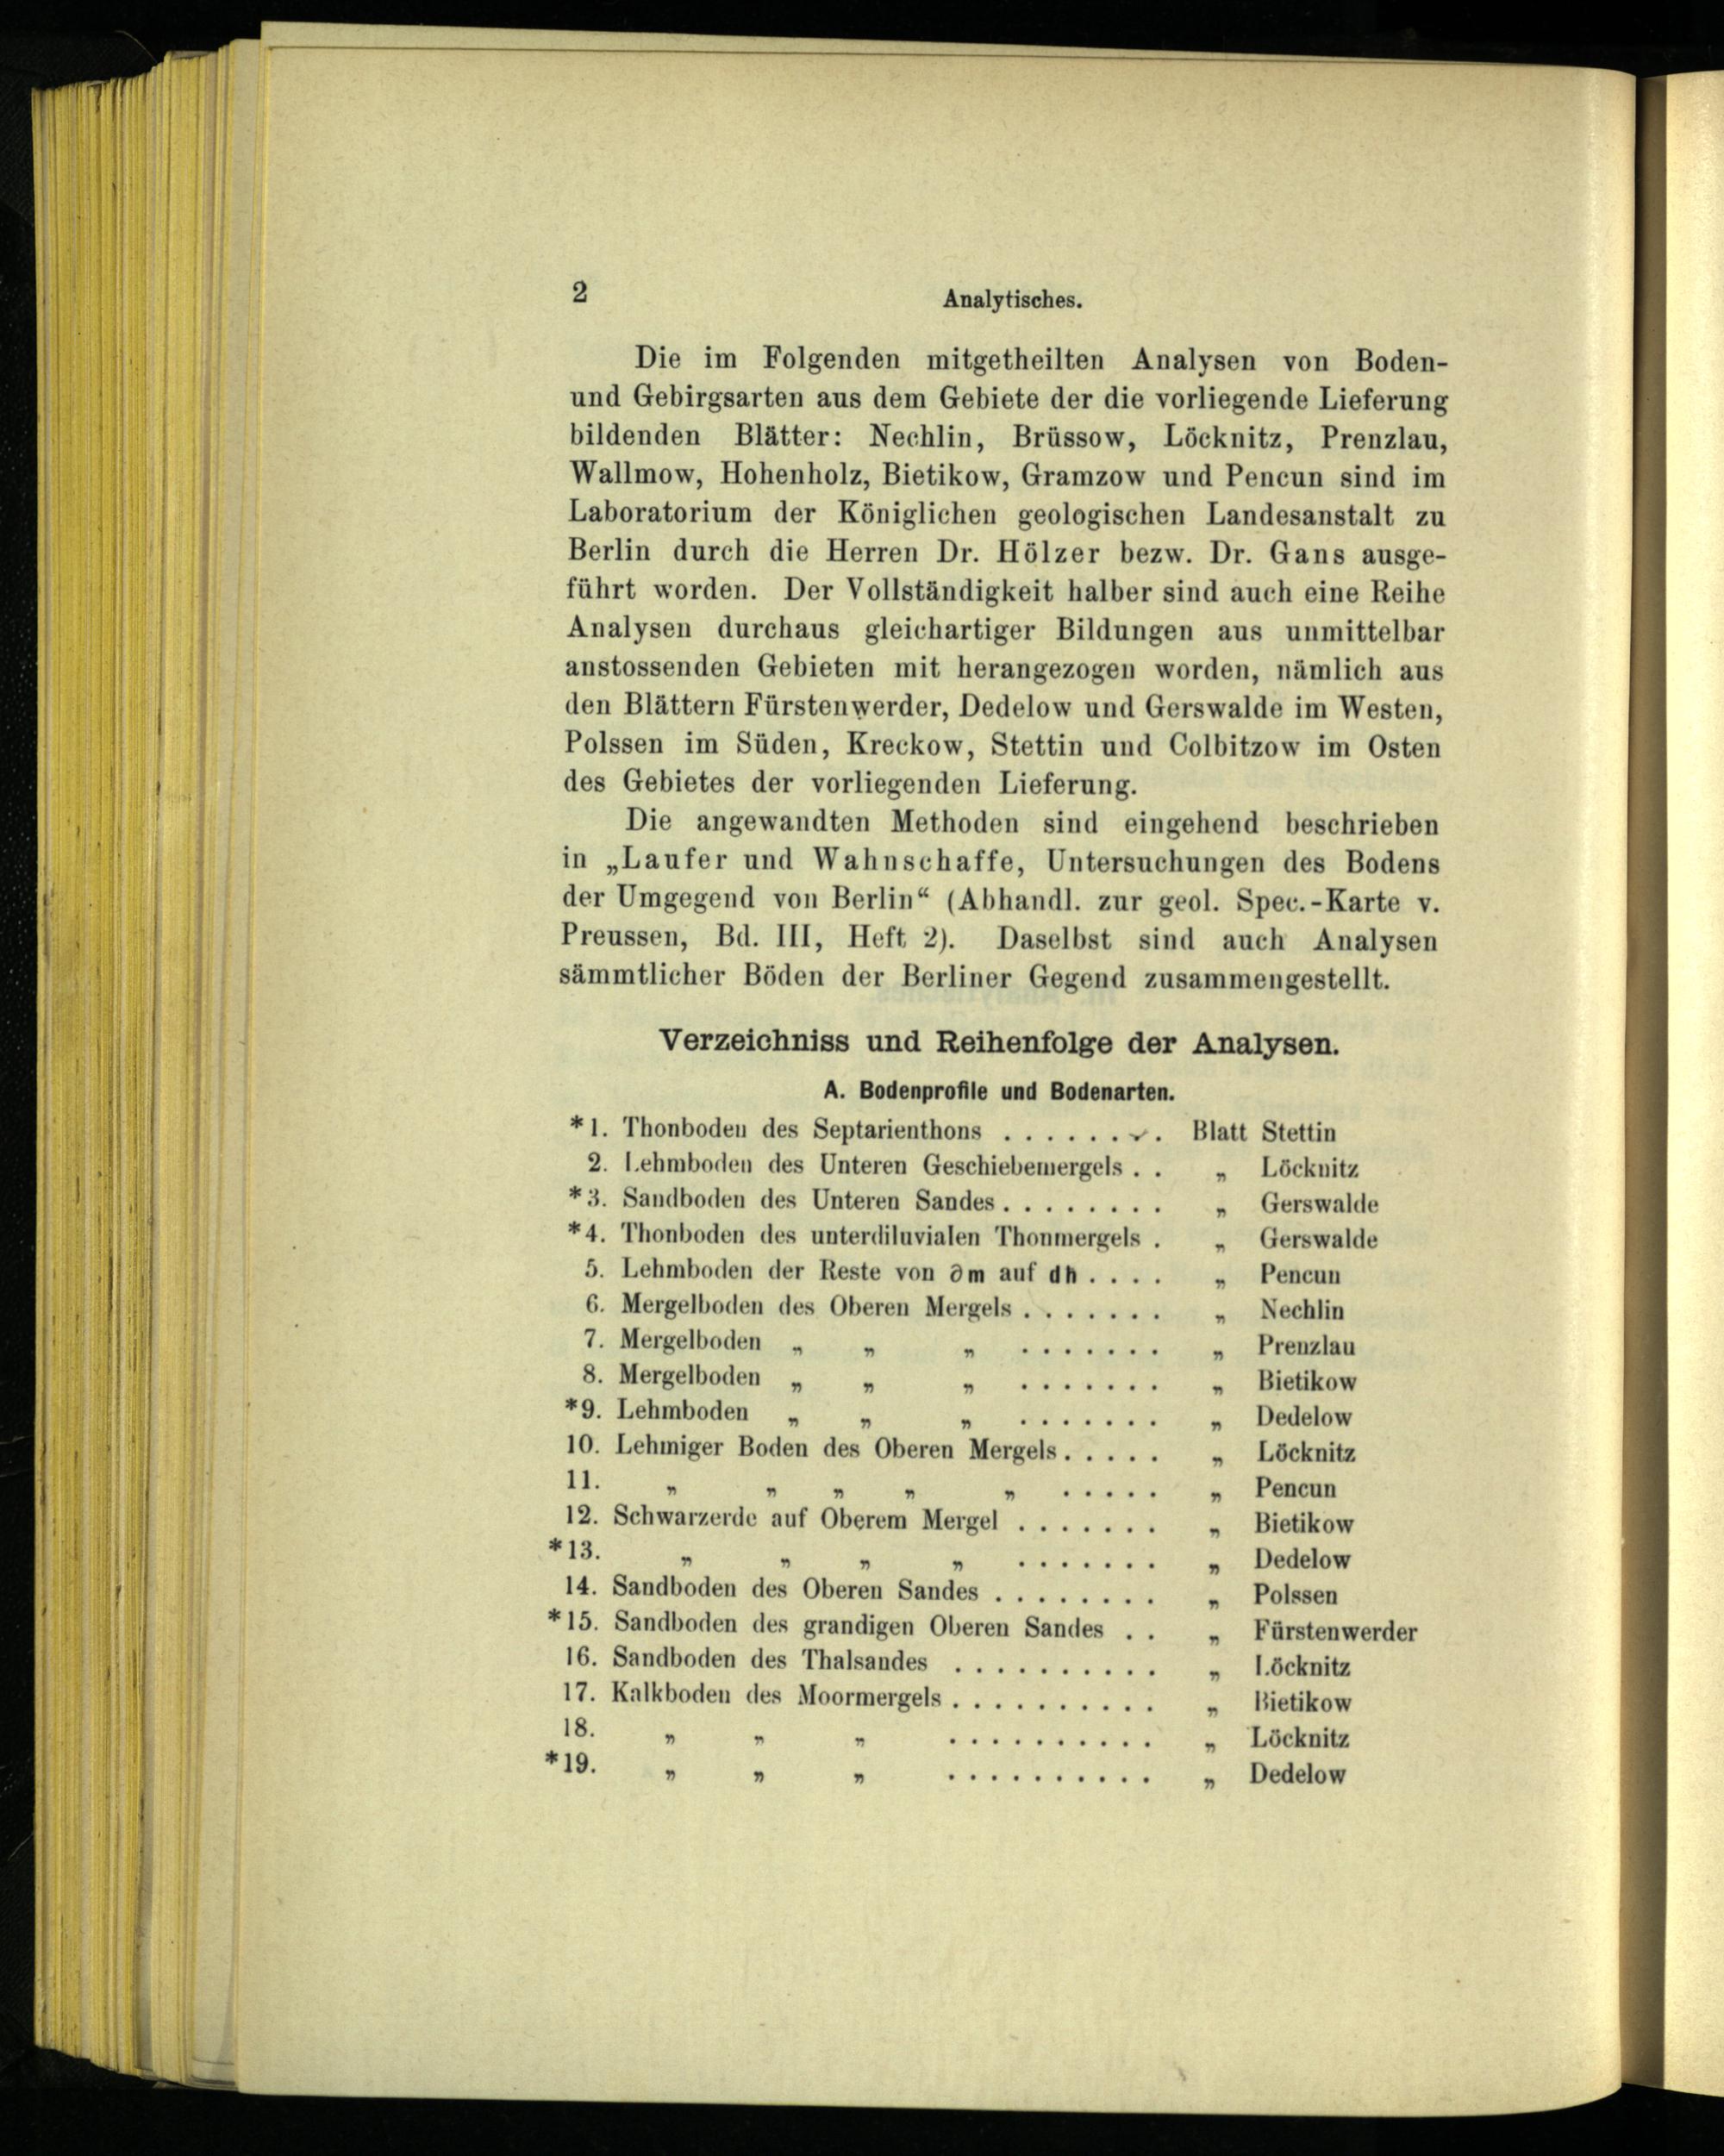 2 Analytisches.
Die im Folgenden mitgetheilten Analysen von Boden-
und Gebirgsarten aus dem Gebiete der die vorliegende Lieferung
bildenden Blätter: Nechlin, Brüssow, Löcknitz, Prenzlau,
Wallmow, Hohenholz, Bietikow, Gramzow und Pencun sind im
Laboratorium der Königlichen geologischen Landesanstalt zu
Berlin durch die Herren Dr. Hölzer bezw. Dr. Gans ausge-
führt worden. Der Vollständigkeit halber sind auch eine Reihe
Analysen durchaus gleichartiger Bildungen aus unmittelbar
anstossenden Gebieten mit herangezogen worden, nämlich aus
den Blättern Fürstenwerder, Dedelow und Gerswalde im Westen,
Polssen im Süden, Kreckow, Stettin und Colbitzow im Osten
des Gebietes der vorliegenden Lieferung.
Die angewandten Methoden sind eingehend beschrieben
in „Laufer und Wahnschaffe, Untersuchungen des Bodens
der Umgegend von Berlin“ (Abhandl. zur geol. Spec.-Karte v.
Preussen, Bd. III, Heft 2). Daselbst sind auch Analysen
sämmtlicher Böden der Berliner Gegend zusammengestellt.
Verzeichniss und Reihenfolge der Analysen.
A. Bodenprofile und Bodenarten.
*1. Thonboden des Septarienthons . . . . . . . . Blatt Stettin
2. Lehmboden des Unteren Geschiebemergels . . „ Löcknitz
*3. Sandboden des Unteren Sandes . . . . . . . . „ Gerswalde
*4. Thonboden des unterdiluvialen Thonmergels . „ Gerswalde
5. Lehmboden der Reste von ∂m auf dh . . . . „ Pencun
6. Mergelboden des Oberen Mergels . . . . . . . „ Nechlin
7. Mergelboden „ „ „ . . . . . . . „ Prenzlau
8. Mergelboden „ „ „ . . . . . . . „ Bietikow
*9. Lehmboden „ „ „ . . . . . . . „ Dedelow
10. Lehmiger Boden des Oberen Mergels . . . . . „ Löcknitz
11. „ „ „ „ „ . . . . . „ Pencun
12. Schwarzerde auf Oberem Mergel . . . . . . . „ Bietikow
*13. „ „ „ „ . . . . . . . „ Dedelow
14. Sandboden des Oberen Sandes . . . . . . . . „ Polssen
*15. Sandboden des grandigen Oberen Sandes . . „ Fürstenwerder
16. Sandboden des Thalsandes . . . . . . . . . . „ Löcknitz
17. Kalkboden des Moormergels . . . . . . . . . . „ Bietikow
18. „ „ „ . . . . . . . . . . „ Löcknitz
*19. „ „ „ . . . . . . . . . . „ Dedelow